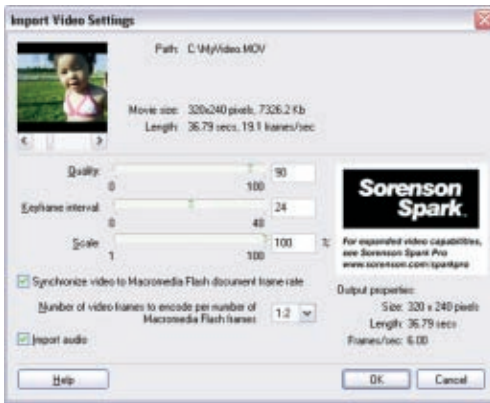 Import Video Settings
Path: C:\MyVideo.MOV
Movie size: 320x240 pixels, 7326.2 Kb
Length: 36.79 secs, 19.1 frames/sec
Quality: 90
0 100
Keyframe interval: 24
0 48
Scale: 100 %
1 100
Synchronize video to Macromedia Flash document frame rate
Number of video frames to encode per number of
Macromedia Flash frames 1:2
Import audio
Sorenson
Spark.
For expanded video capabilities,
see Sorenson Spark Pro
www.sorenson.com/sparkpro
Output properties:
Size: 320 x 240 pixels
Length: 36.79 secs
Frames/sec: 6.00
Help
OK
Cancel